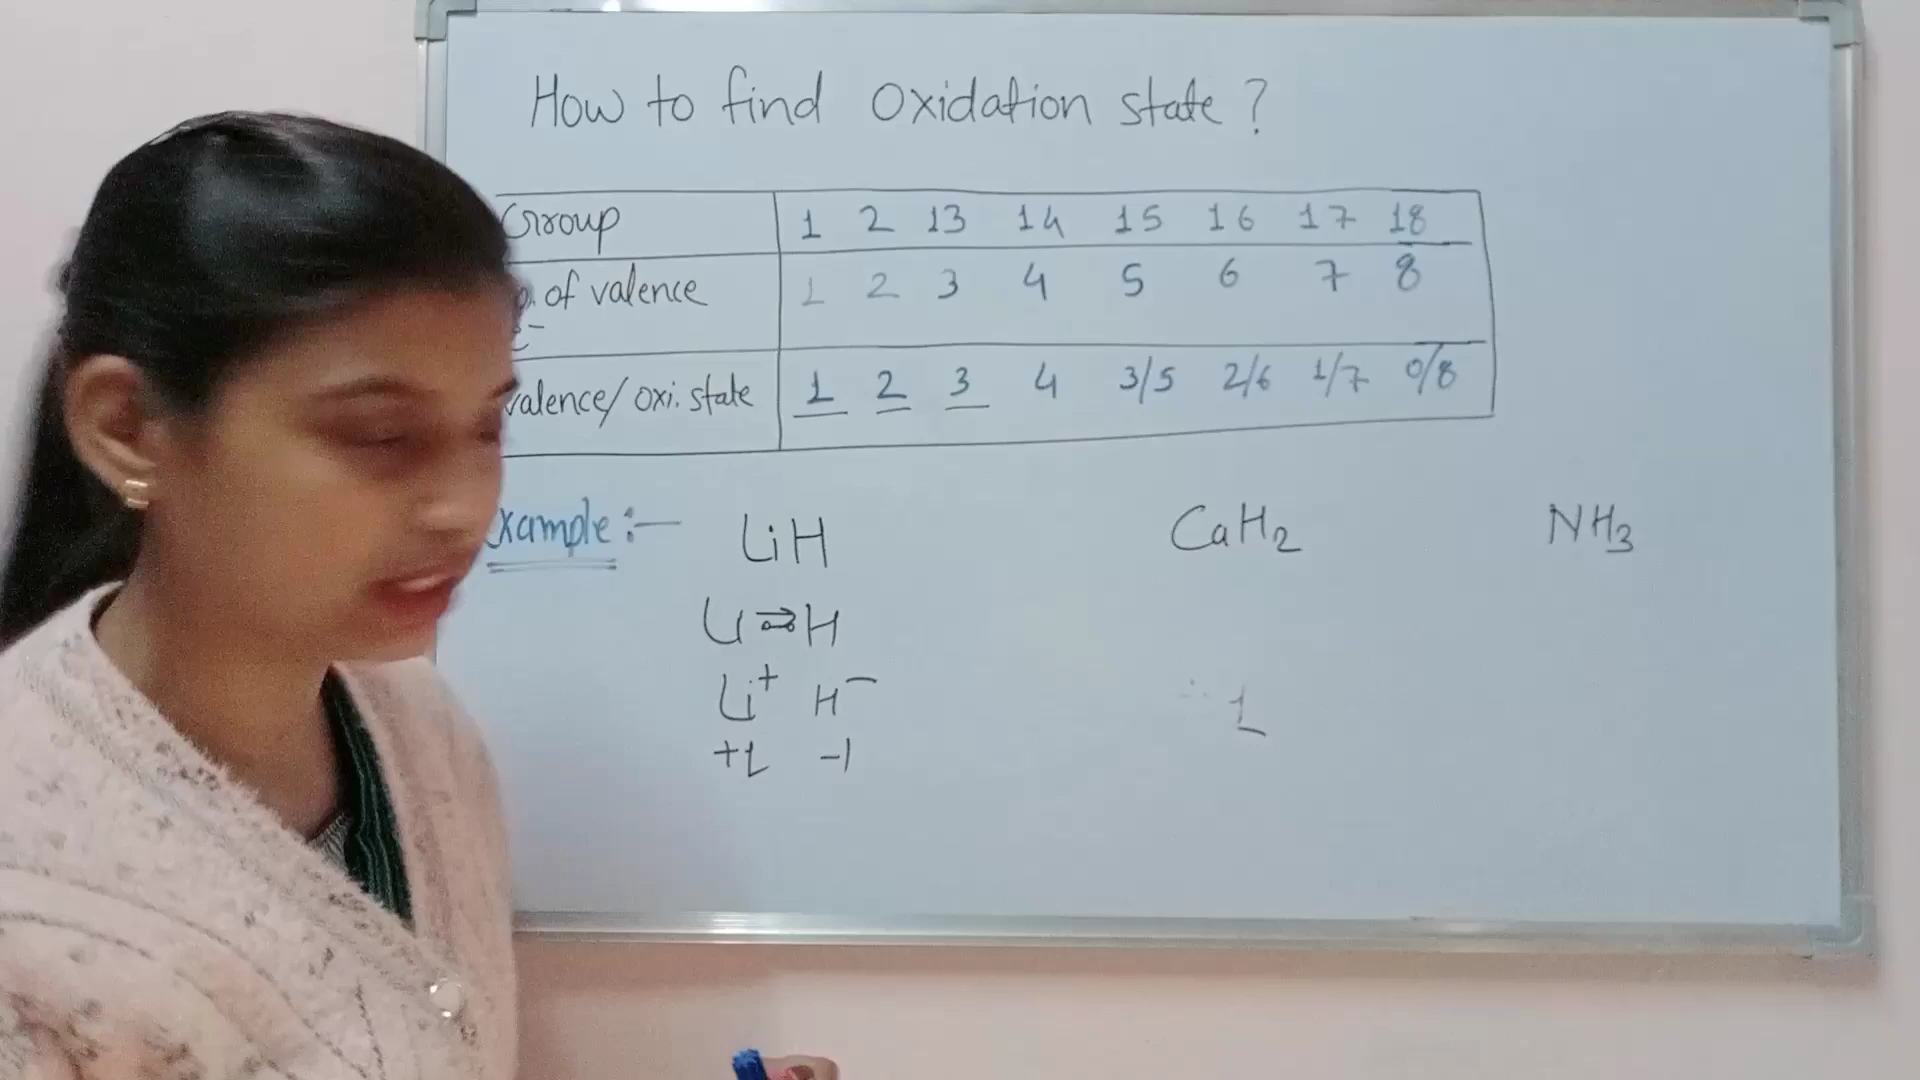 How to find Oxidation state ?
Group 1 2 13 14 15 16 17 18
of valence 1 2 3 4 5 6 7 8
e-
valence/ oxi. state 1 2 3 4 3/5 2/6 1/7 0/8
xample :- LiH CaH2 NH3
Li H
Li+ H-
+1 -1
1